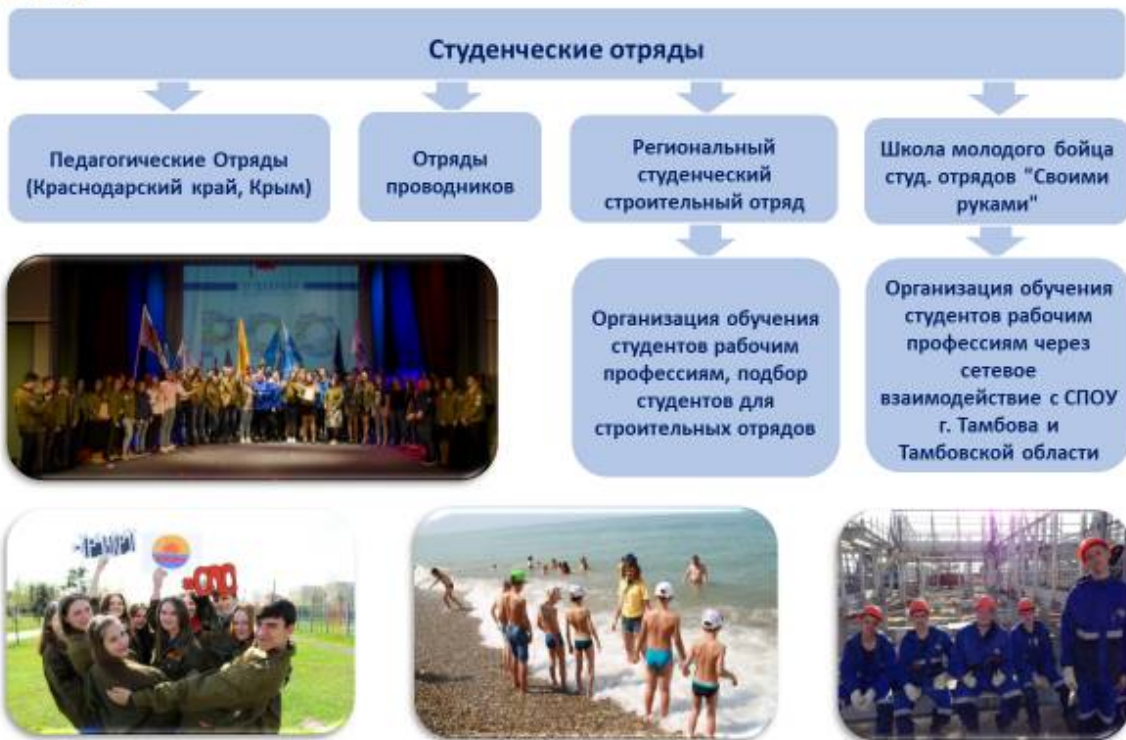 Студенческие отряды
Педагогические Отряды
(Краснодарский край, Крым)
Отряды
проводников
Региональный
студенческий
строительный отряд
Школа молодого бойца
студ. отрядов "Своими
руками"
Организация обучения
студентов рабочим
профессиям, подбор
студентов для
строительных отрядов
Организация обучения
студентов рабочим
профессиям через
сетевое
взаимодействие с СПОУ
г. Тамбова и
Тамбовской области